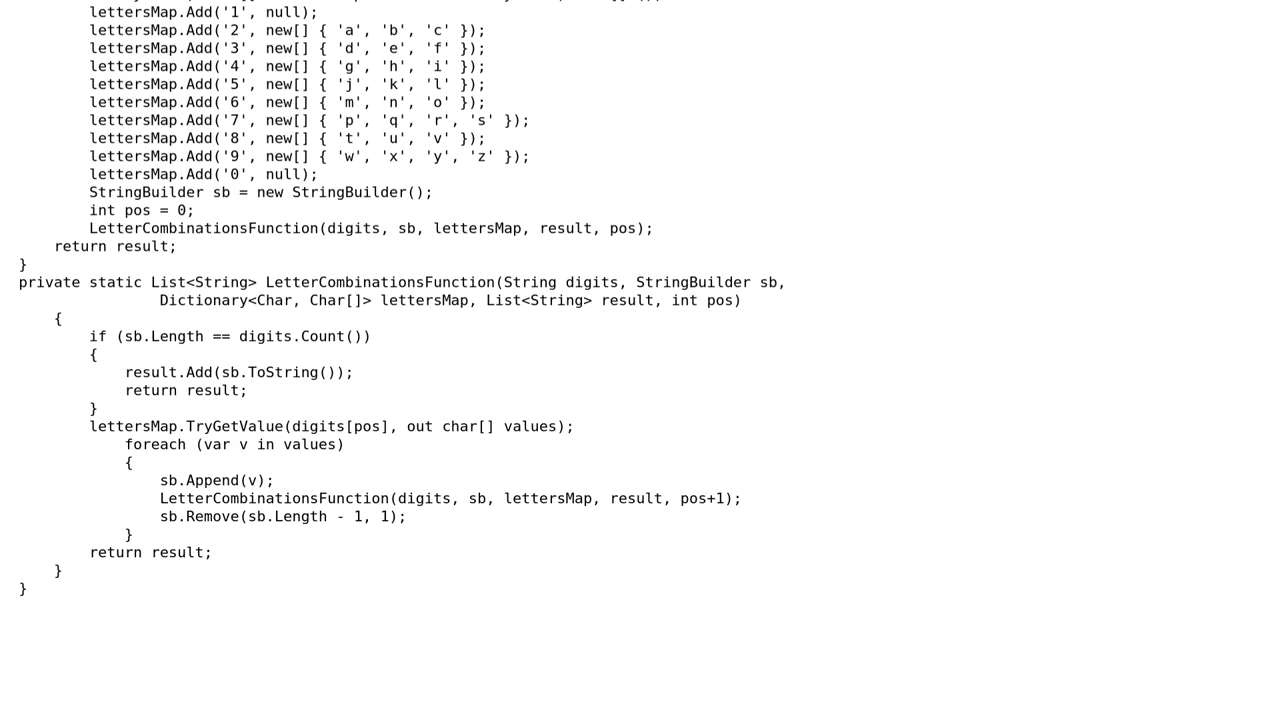 lettersMap.Add('1', null);
        lettersMap.Add('2', new[] { 'a', 'b', 'c' });
        lettersMap.Add('3', new[] { 'd', 'e', 'f' });
        lettersMap.Add('4', new[] { 'g', 'h', 'i' });
        lettersMap.Add('5', new[] { 'j', 'k', 'l' });
        lettersMap.Add('6', new[] { 'm', 'n', 'o' });
        lettersMap.Add('7', new[] { 'p', 'q', 'r', 's' });
        lettersMap.Add('8', new[] { 't', 'u', 'v' });
        lettersMap.Add('9', new[] { 'w', 'x', 'y', 'z' });
        lettersMap.Add('0', null);
        StringBuilder sb = new StringBuilder();
        int pos = 0;
        LetterCombinationsFunction(digits, sb, lettersMap, result, pos);
    return result;
}
private static List<String> LetterCombinationsFunction(String digits, StringBuilder sb,
                Dictionary<Char, Char[]> lettersMap, List<String> result, int pos)
    {
        if (sb.Length == digits.Count())
        {
            result.Add(sb.ToString());
            return result;
        }
        lettersMap.TryGetValue(digits[pos], out char[] values);
            foreach (var v in values)
            {
                sb.Append(v);
                LetterCombinationsFunction(digits, sb, lettersMap, result, pos+1);
                sb.Remove(sb.Length - 1, 1);
            }
        return result;
    }
}